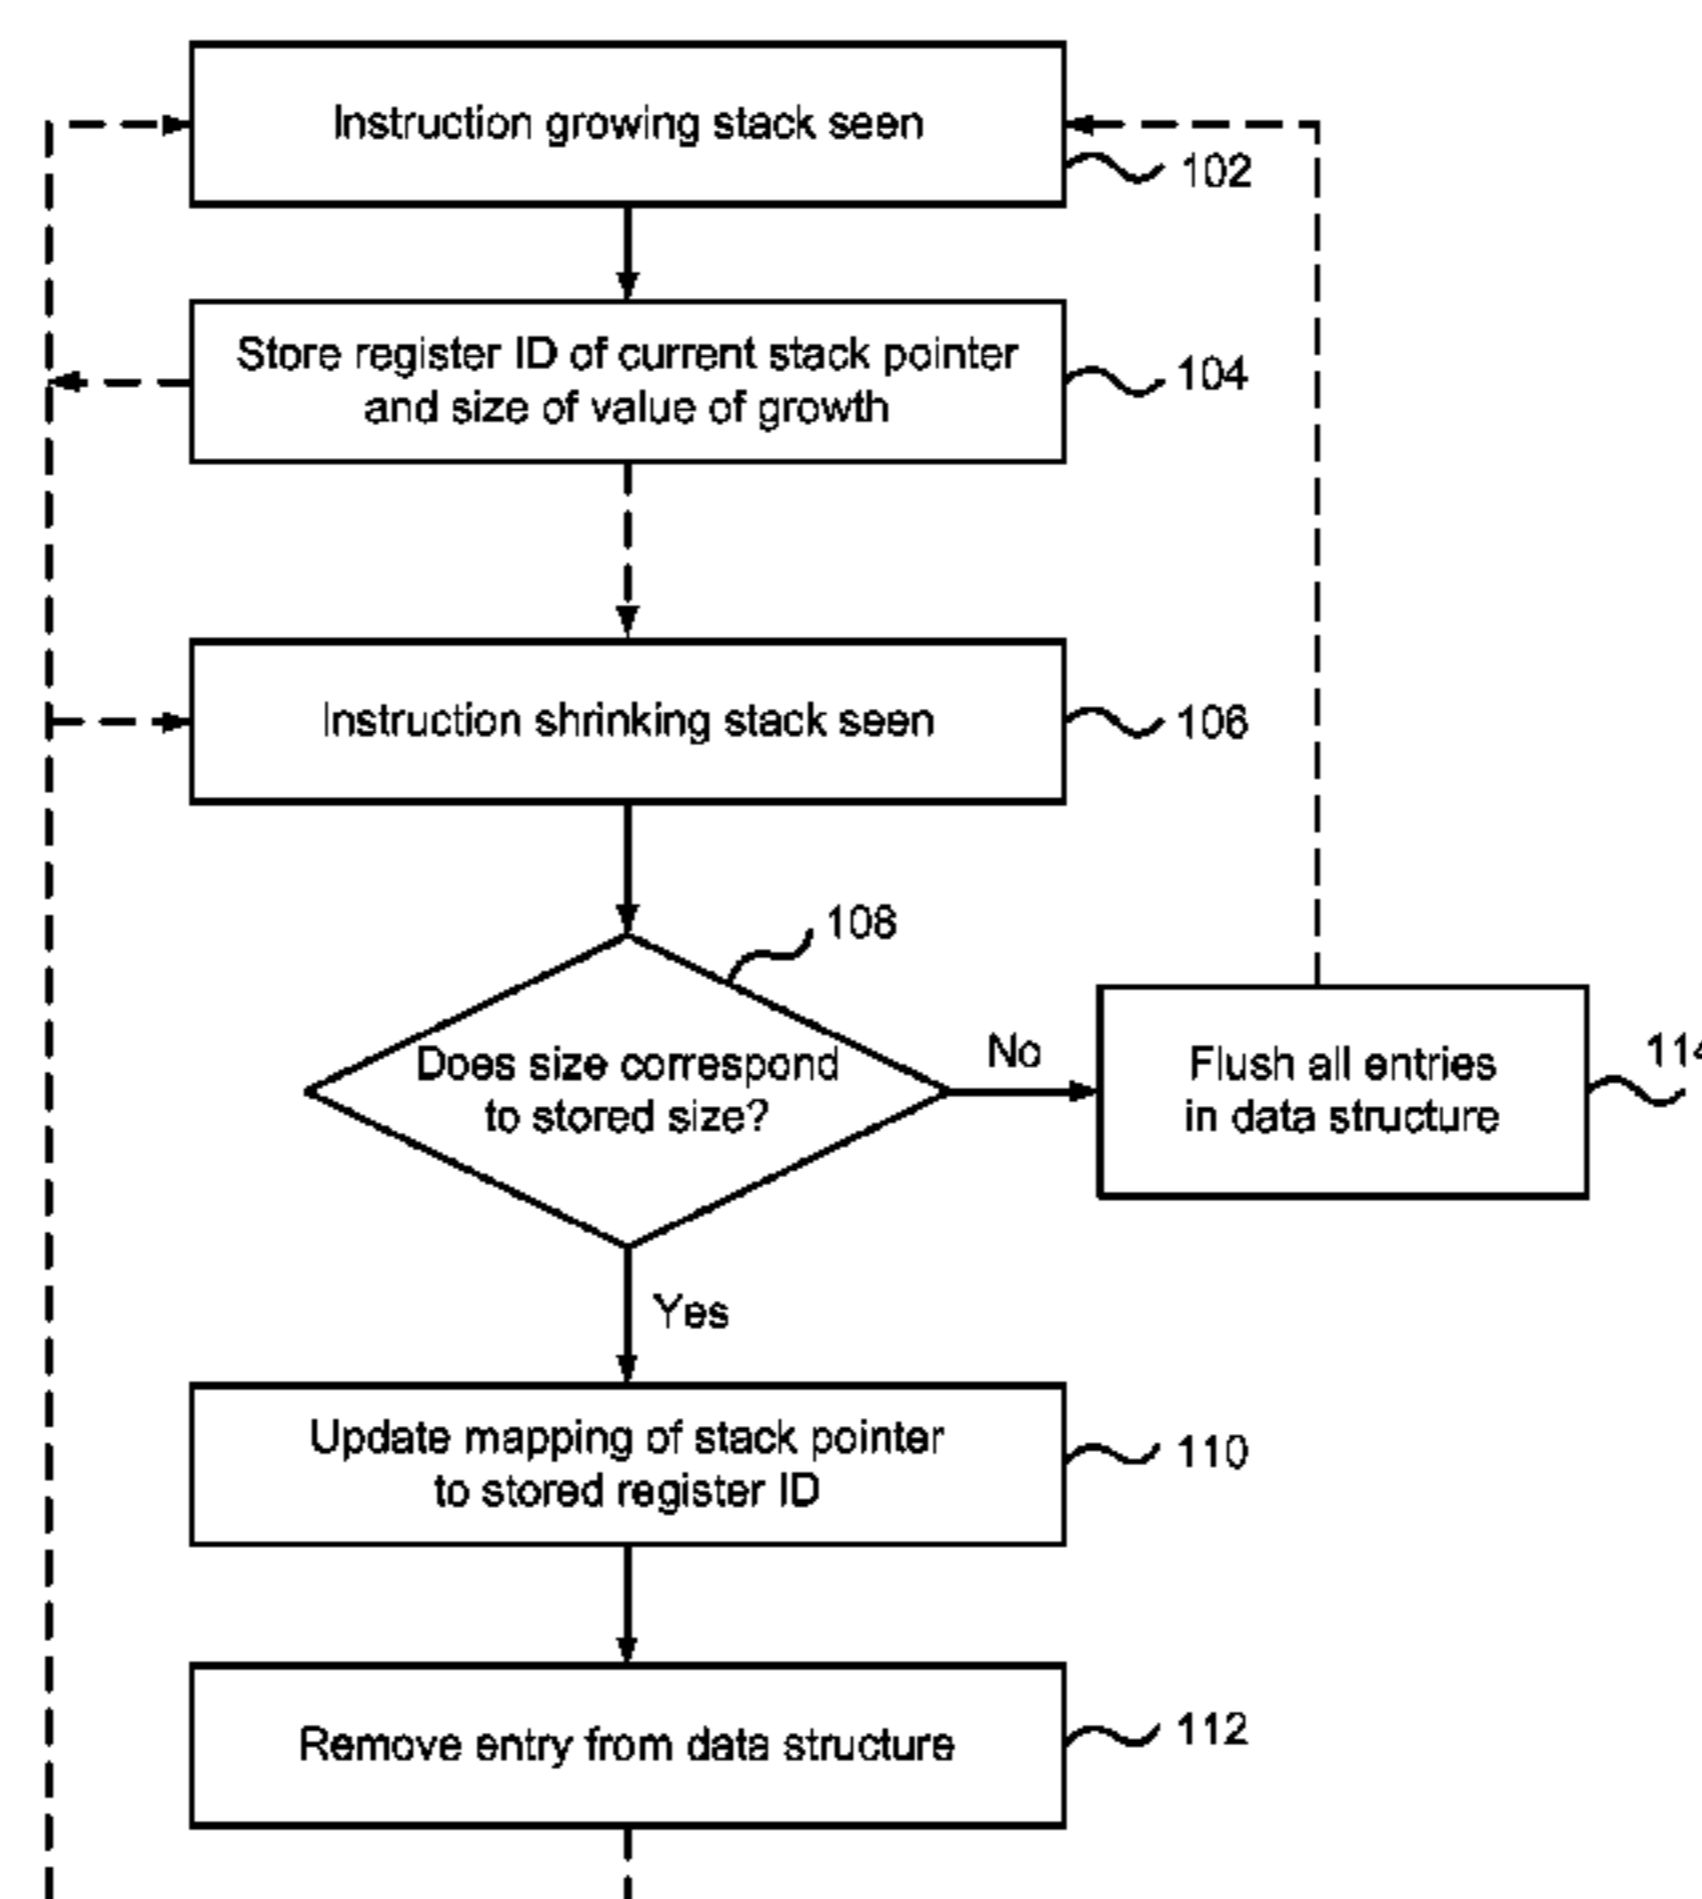 Instruction growing stack seen
102
Store register ID of current stack pointer
and size of value of growth
104
Instruction shrinking stack seen
106
108
Does size correspond
to stored size?
No
Flush all entries
in data structure
114
Yes
Update mapping of stack pointer
to stored register ID
110
Remove entry from data structure
112